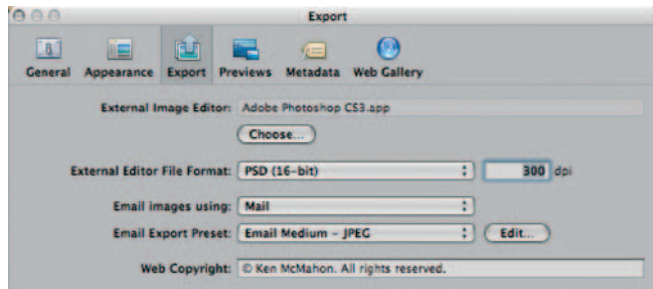 Export
General Appearance Export Previews Metadata Web Gallery
External Image Editor: Adobe Photoshop CS3.app
Choose...
External Editor File Format: PSD (16-bit) 300 dpi
Email images using: Mail
Email Export Preset: Email Medium – JPEG Edit...
Web Copyright: © Ken McMahon. All rights reserved.